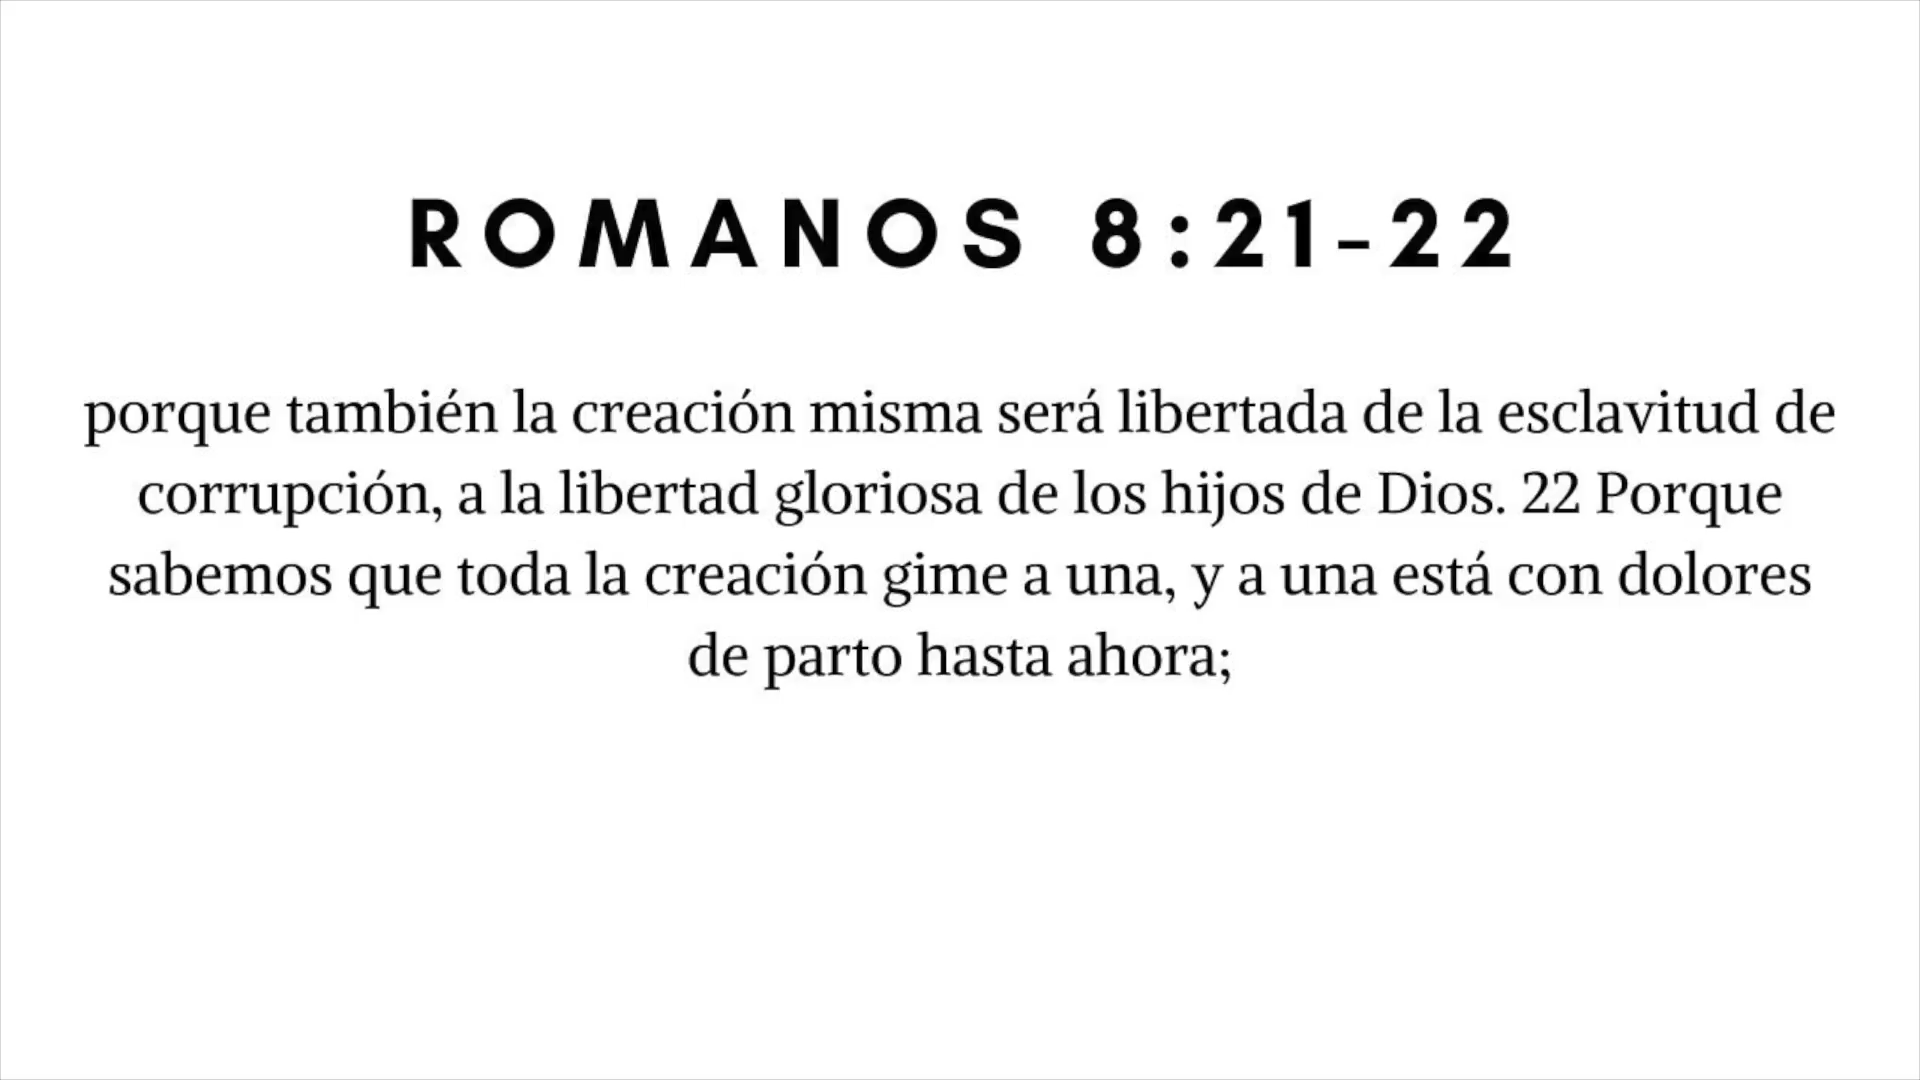 ROMANOS 8:21-22
porque también la creación misma será libertada de la esclavitud de
corrupción, a la libertad gloriosa de los hijos de Dios. 22 Porque
sabemos que toda la creación gime a una, y a una está con dolores
de parto hasta ahora;